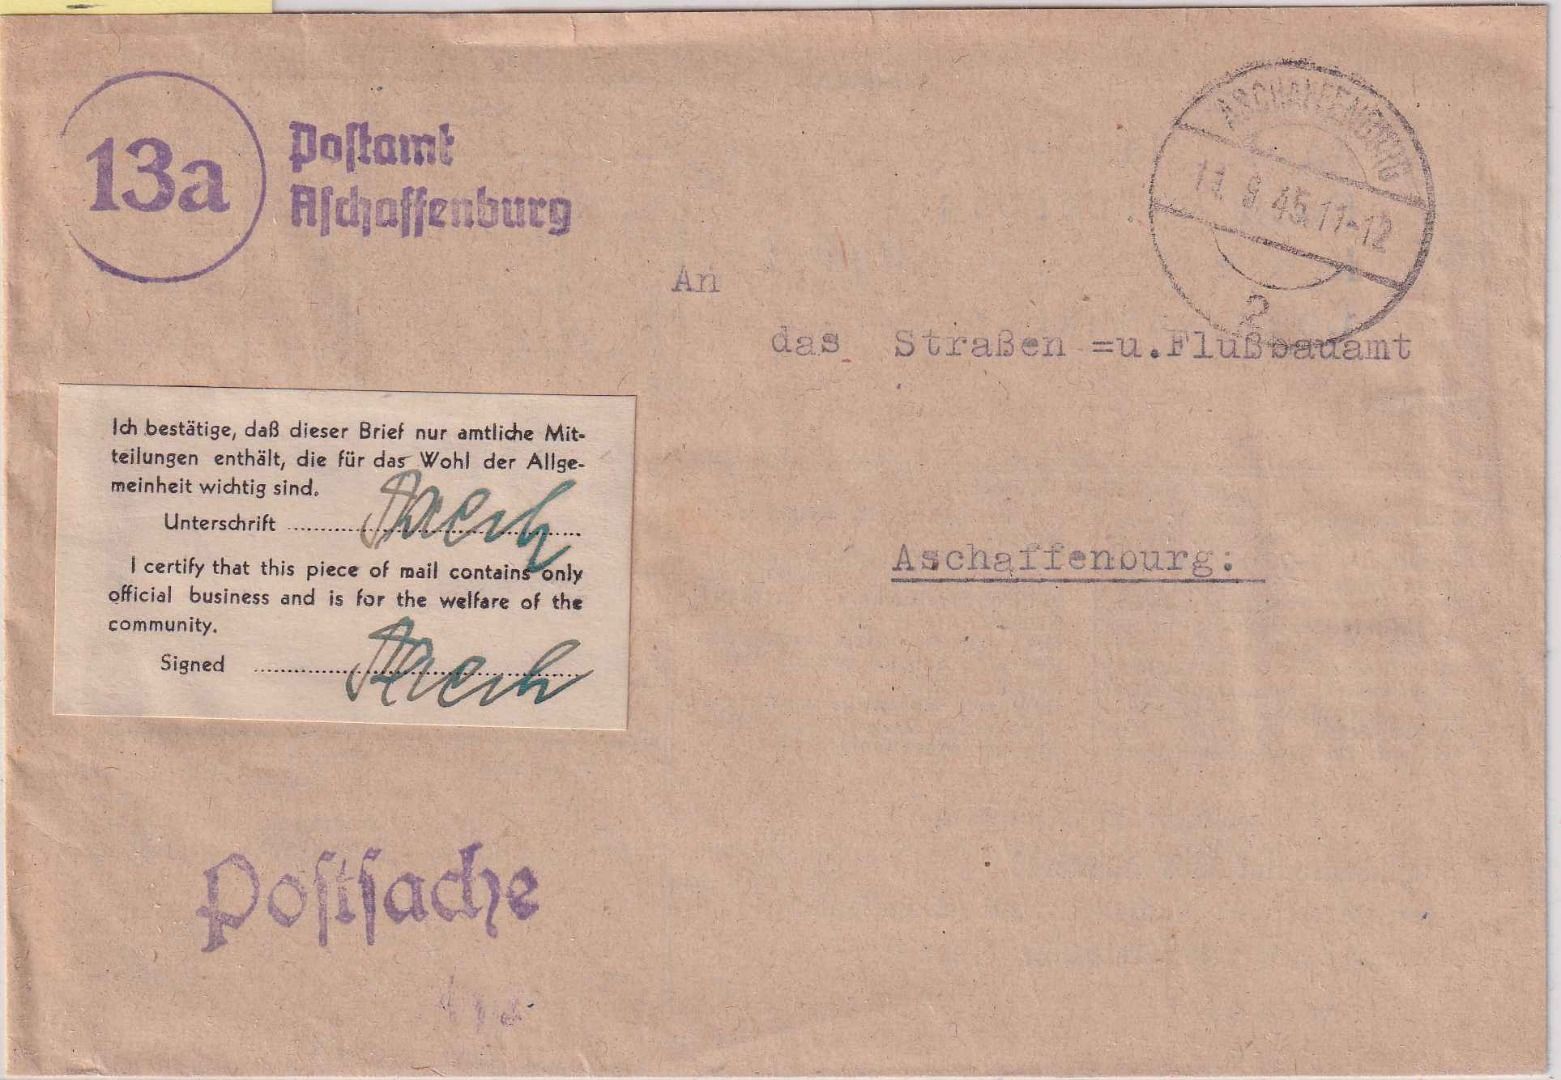 13a
Postamt
Aschaffenburg
ASCHAFFENBURG
11.9.45.11-12
2
An
das Straßen =u.Flußbauamt
Aschaffenburg:
Ich bestätige, daß dieser Brief nur amtliche Mit-
teilungen enthält, die für das Wohl der Allge-
meinheit wichtig sind.
Unterschrift
I certify that this piece of mail contains only
official business and is for the welfare of the
community.
Signed
Postsache